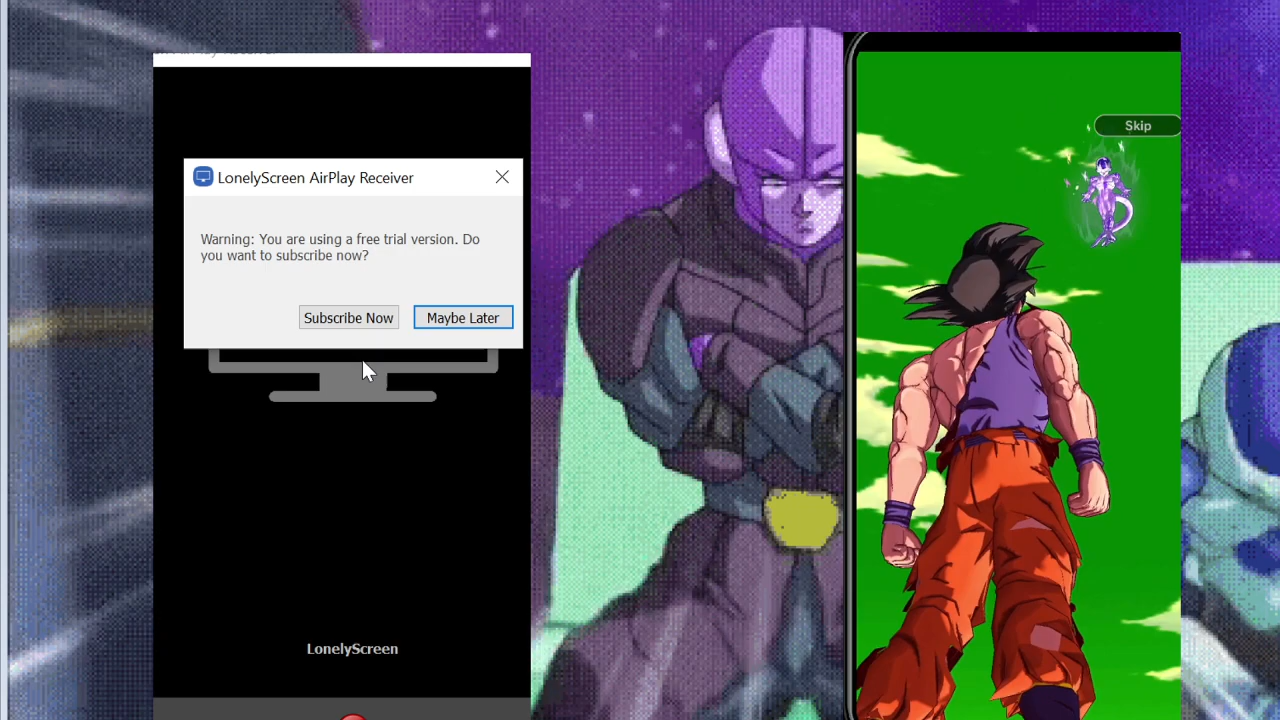 LonelyScreen AirPlay Receiver
Warning: You are using a free trial version. Do
you want to subscribe now?
Subscribe Now
Maybe Later
LonelyScreen
Skip